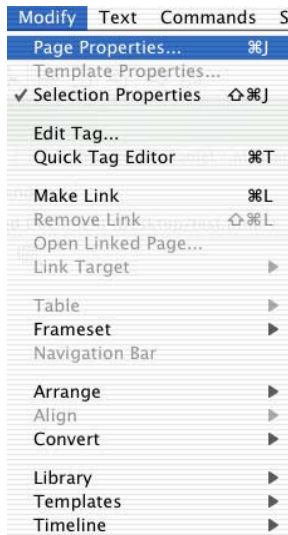 Modify Text Commands S
Page Properties... ⌘J
Template Properties...
✓ Selection Properties ⇧⌘J
Edit Tag...
Quick Tag Editor ⌘T
Make Link ⌘L
Remove Link ⇧⌘L
Open Linked Page...
Link Target ▶
Table ▶
Frameset ▶
Navigation Bar
Arrange ▶
Align ▶
Convert ▶
Library ▶
Templates ▶
Timeline ▶